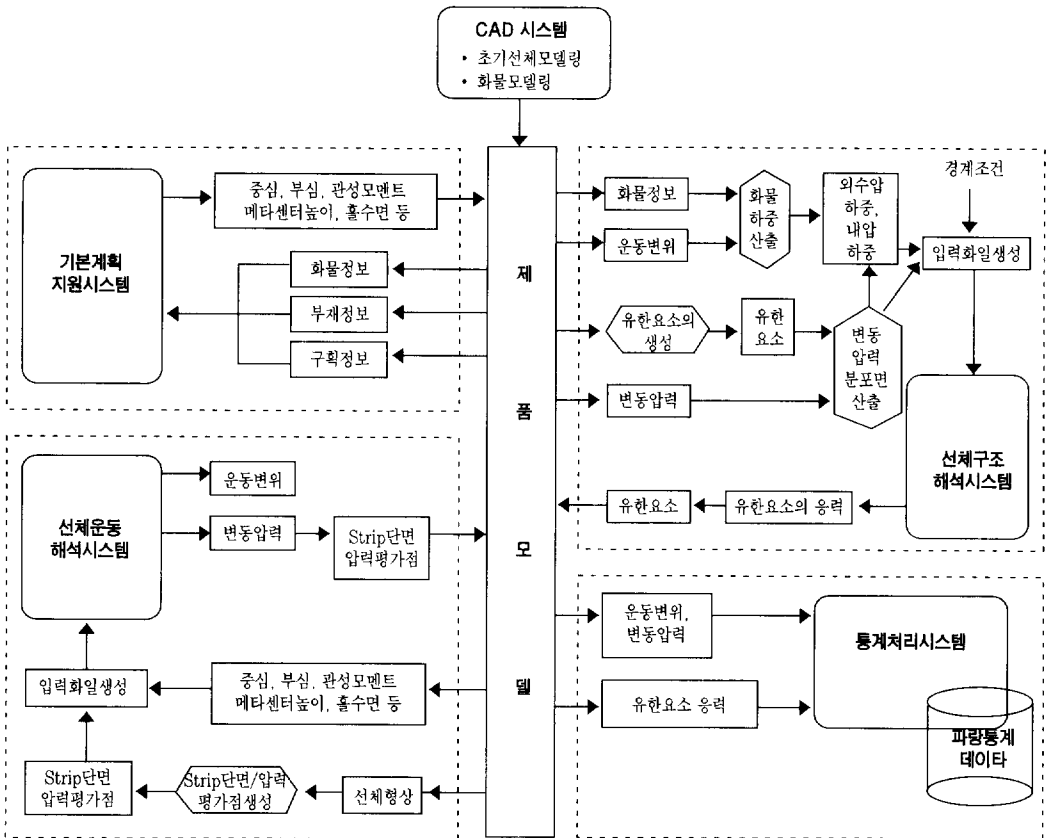 CAD 시스템
• 초기선체모델링
• 화물모델링
기본계획
지원시스템
중심, 부심, 관성모멘트
메타센터높이, 홀수면 등
화물정보
부재정보
구획정보
선체운동
해석시스템
운동변위
변동압력
Strip단면
압력평가점
입력화일생성
중심, 부심, 관성모멘트
메타센터높이, 홀수면 등
Strip단면
압력평가점
Strip단면/압력
평가점생성
선체형상
제
품
모
델
화물정보
운동변위
화물
하중
산출
외수압
하중,
내압
하중
경계조건
입력화일생성
유한요소의
생성
유한
요소
변동
압력
분포면
산출
변동압력
선체구조
해석시스템
유한요소
유한요소의 응력
운동변위,
변동압력
유한요소 응력
통계처리시스템
파랑통계
데이타